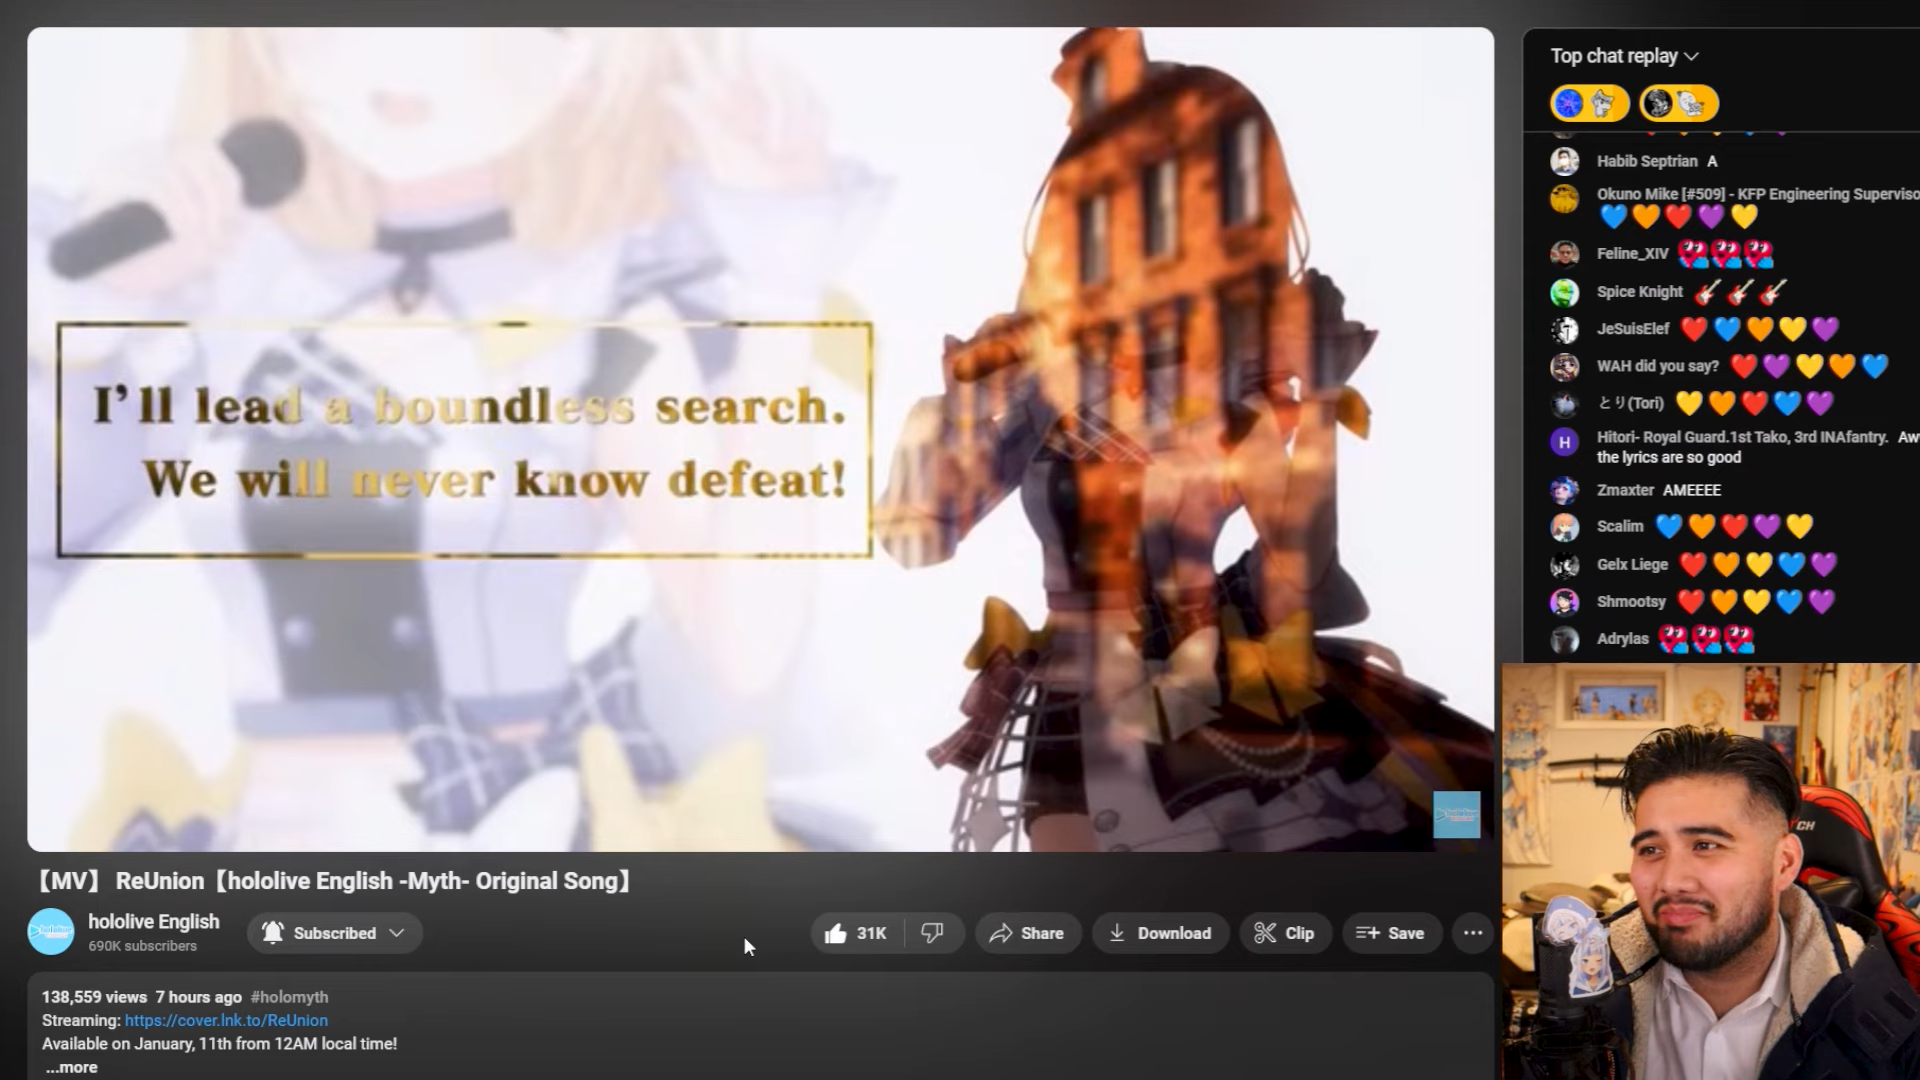 I'll lead a boundless search.
We will never know defeat!
【MV】 ReUnion【hololive English -Myth- Original Song】
hololive English
690K subscribers
Subscribed
31K
Share
Download
Clip
Save
138,559 views 7 hours ago #holomyth
Streaming: https://cover.lnk.to/ReUnion
Available on January, 11th from 12AM local time!
...more
Top chat replay
Habib Septrian A
Okuno Mike [#509] - KFP Engineering Superviso
💙🧡❤️💜💛
Feline_XIV
Spice Knight 🎸🎸🎸
JeSuisElef ❤️💙🧡💛💜
WAH did you say? ❤️💜💛🧡💙
とり(Tori) 💛🧡❤️💙💜
H
Hitori- Royal Guard.1st Tako, 3rd INAfantry. Aw
the lyrics are so good
Zmaxter AMEEEE
Scalim 💙🧡❤️💜💛
Gelx Liege ❤️🧡💛💙💜
Shmootsy ❤️🧡💛💙💜
Adrylas
CH